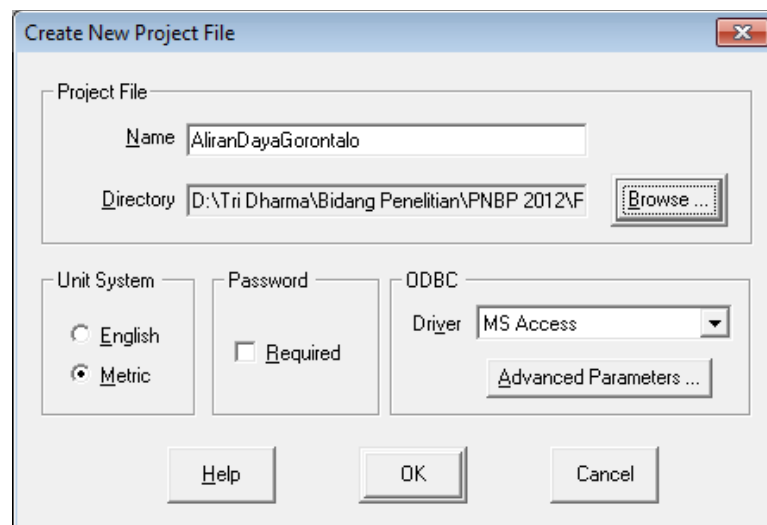 Create New Project File
Project File
Name AliranDayaGorontalo
Directory D:\Tri Dharma\Bidang Penelitian\PNBP 2012\F Browse ...
Unit System
English
Metric
Password
Required
ODBC
Driver MS Access
Advanced Parameters ...
Help OK Cancel